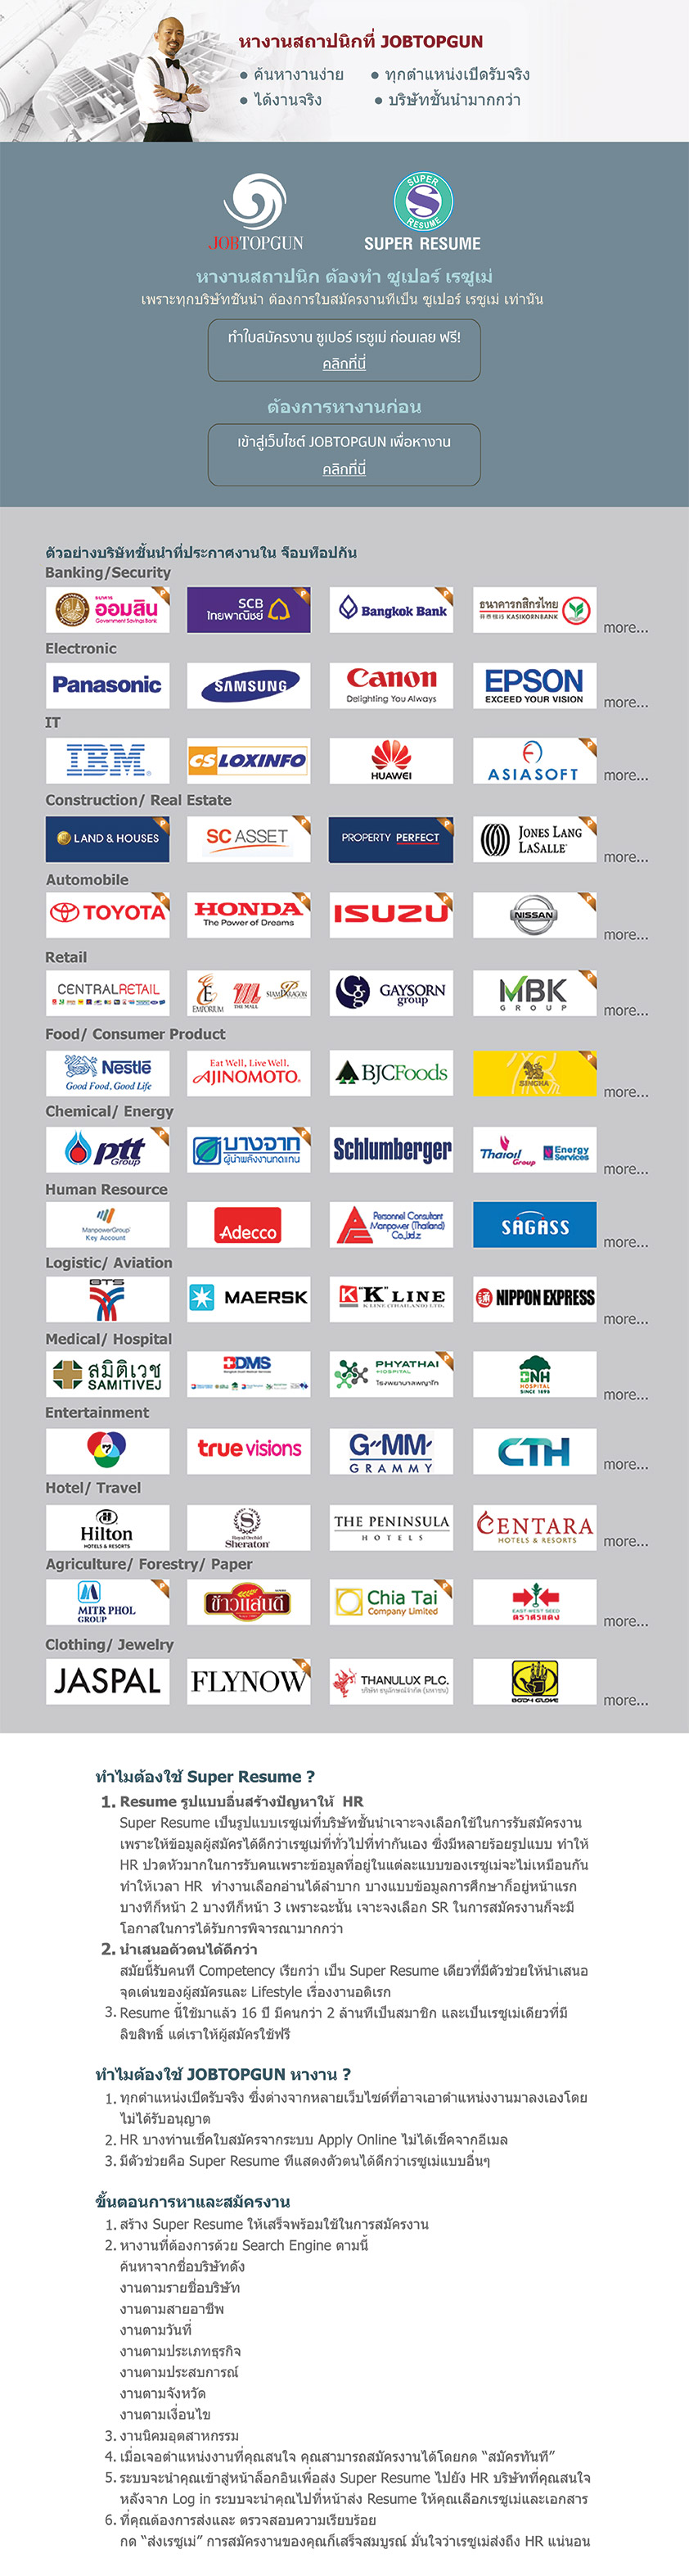 หางานสถาปนิกที่ JOBTOPGUN
● ค้นหางานง่าย ● ทุกตำแหน่งเปิดรับจริง
● ได้งานจริง ● บริษัทชั้นนำมากกว่า
JOBTOPGUN
SUPER RESUME
SUPER RESUME
หางานสถาปนิก ต้องทำ ซูเปอร์ เรซูเม่
เพราะทุกบริษัทชั้นนำ ต้องการใบสมัครงานที่เป็น ซูเปอร์ เรซูเม่ เท่านั้น
ทำใบสมัครงาน ซูเปอร์ เรซูเม่ ก่อนเลย ฟรี!
คลิกที่นี่
ต้องการหางานก่อน
เข้าสู่เว็บไซต์ JOBTOPGUN เพื่อหางาน
คลิกที่นี่
ตัวอย่างบริษัทชั้นนำที่ประกาศงานใน จ๊อบท็อปกัน
Banking/Security
ธนาคาร ออมสิน Government Savings Bank
SCB ไทยพาณิชย์
Bangkok Bank
ธนาคารกสิกรไทย KASIKORNBANK
more...
Electronic
Panasonic
SAMSUNG
Canon Delighting You Always
EPSON EXCEED YOUR VISION
more...
IT
IBM
CS LOXINFO
HUAWEI
ASIASOFT
more...
Construction/ Real Estate
LAND & HOUSES
SC ASSET
PROPERTY PERFECT
JONES LANG LASALLE
more...
Automobile
TOYOTA
HONDA The Power of Dreams
ISUZU
NISSAN
more...
Retail
CENTRALRETAIL
EMPORIUM THE MALL SIAM PARAGON
GAYSORN group
MBK GROUP
more...
Food/ Consumer Product
Nestlé Good Food, Good Life
Eat Well, Live Well. AJINOMOTO
BJCFoods
SINGHA
more...
Chemical/ Energy
ptt Group
บางจาก ผู้นำพลังงานทดแทน
Schlumberger
Thaioil Group Energy Services
more...
Human Resource
ManpowerGroup Key Account
Adecco
Personnel Consultant Manpower (Thailand) Co.,Ltd.
SAGASS
more...
Logistic/ Aviation
BTS
MAERSK
"K" LINE K LINE (THAILAND) LTD.
NIPPON EXPRESS
more...
Medical/ Hospital
สมิติเวช SAMITIVEJ
BDMS
PHYATHAI HOSPITAL โรงพยาบาลพญาไท
BNH HOSPITAL SINCE 1898
more...
Entertainment
7
true visions
G"MM' GRAMMY
CTH
more...
Hotel/ Travel
Hilton HOTELS & RESORTS
Royal Orchid Sheraton
THE PENINSULA HOTELS
CENTARA HOTELS & RESORTS
more...
Agriculture/ Forestry/ Paper
MITR PHOL GROUP
ข้าวแสนดี
Chia Tai Company Limited
EAST WEST SEED ตราศรแดง
more...
Clothing/ Jewelry
JASPAL
FLYNOW
THANULUX PLC. บริษัท ธนูลักษณ์จำกัด (มหาชน)
BODY GLOVE
more...
ทำไมต้องใช้ Super Resume ?
1. Resume รูปแบบอื่นสร้างปัญหาให้ HR
Super Resume เป็นรูปแบบเรซูเม่ที่บริษัทชั้นนำเจาะจงเลือกใช้ในการรับสมัครงาน
เพราะให้ข้อมูลผู้สมัครได้ดีกว่าเรซูเม่ที่ทั่วไปที่ทำกันเอง ซึ่งมีหลายร้อยรูปแบบ ทำให้
HR ปวดหัวมากในการรับคนเพราะข้อมูลที่อยู่ในแต่ละแบบของเรซูเม่จะไม่เหมือนกัน
ทำให้เวลา HR ทำงานเลือกอ่านได้ลำบาก บางแบบข้อมูลการศึกษาก็อยู่หน้าแรก
บางทีก็หน้า 2 บางทีก็หน้า 3 เพราะฉะนั้น เจาะจงเลือก SR ในการสมัครงานก็จะมี
โอกาสในการได้รับการพิจารณามากกว่า
2. นำเสนอตัวตนได้ดีกว่า
สมัยนี้รับคนที่ Competency เรียกว่า เป็น Super Resume เดียวที่มีตัวช่วยให้นำเสนอ
จุดเด่นของผู้สมัครและ Lifestyle เรื่องงานอดิเรก
3. Resume นี้ใช้มาแล้ว 16 ปี มีคนกว่า 2 ล้านที่เป็นสมาชิก และเป็นเรซูเม่เดียวที่มี
ลิขสิทธิ์ แต่เราให้ผู้สมัครใช้ฟรี
ทำไมต้องใช้ JOBTOPGUN หางาน ?
1. ทุกตำแหน่งเปิดรับจริง ซึ่งต่างจากหลายเว็บไซต์ที่อาจเอาตำแหน่งงานมาลงเองโดย
ไม่ได้รับอนุญาต
2. HR บางท่านเช็คใบสมัครจากระบบ Apply Online ไม่ได้เช็คจากอีเมล
3. มีตัวช่วยคือ Super Resume ที่แสดงตัวตนได้ดีกว่าเรซูเม่แบบอื่นๆ
ขั้นตอนการหาและสมัครงาน
1. สร้าง Super Resume ให้เสร็จพร้อมใช้ในการสมัครงาน
2. หางานที่ต้องการด้วย Search Engine ตามนี้
ค้นหาจากชื่อบริษัทดัง
งานตามรายชื่อบริษัท
งานตามสายอาชีพ
งานตามวันที่
งานตามประเภทธุรกิจ
งานตามประสบการณ์
งานตามจังหวัด
งานตามเงื่อนไข
3. งานนิคมอุตสาหกรรม
4. เมื่อเจอตำแหน่งงานที่คุณสนใจ คุณสามารถสมัครงานได้โดยกด “สมัครทันที”
5. ระบบจะนำคุณเข้าสู่หน้าล็อกอินเพื่อส่ง Super Resume ไปยัง HR บริษัทที่คุณสนใจ
หลังจาก Log in ระบบจะนำคุณไปที่หน้าส่ง Resume ให้คุณเลือกเรซูเม่และเอกสาร
6. ที่คุณต้องการส่งและ ตรวจสอบความเรียบร้อย
กด “ส่งเรซูเม่” การสมัครงานของคุณก็เสร็จสมบูรณ์ มั่นใจว่าเรซูเม่ส่งถึง HR แน่นอน